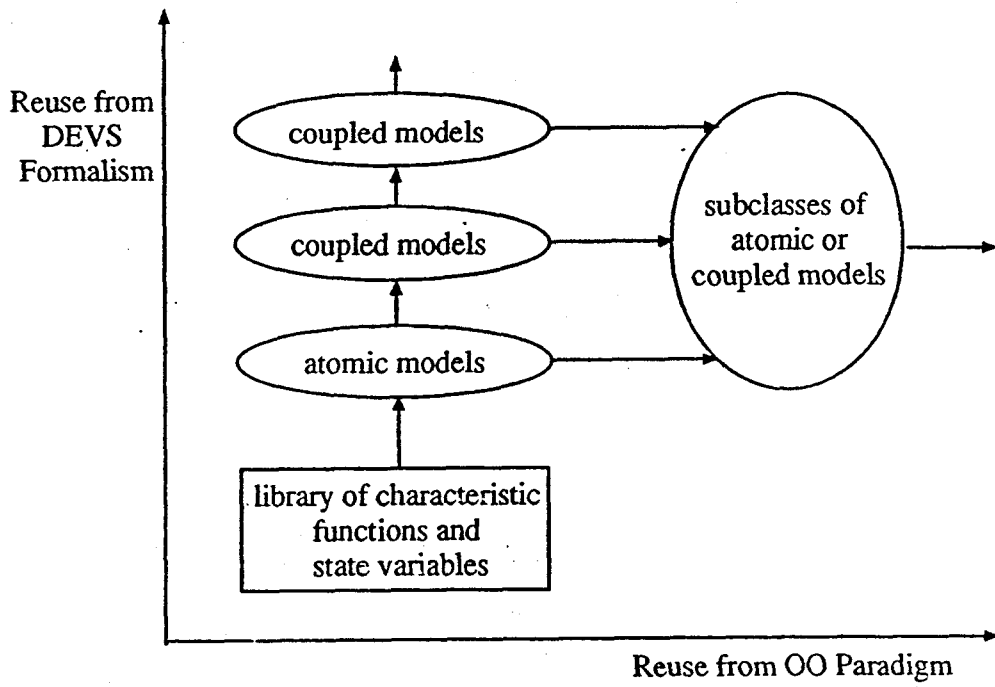 Reuse from
DEVS
Formalism
coupled models
coupled models
atomic models
library of characteristic
functions and
state variables
subclasses of
atomic or
coupled models
Reuse from OO Paradigm